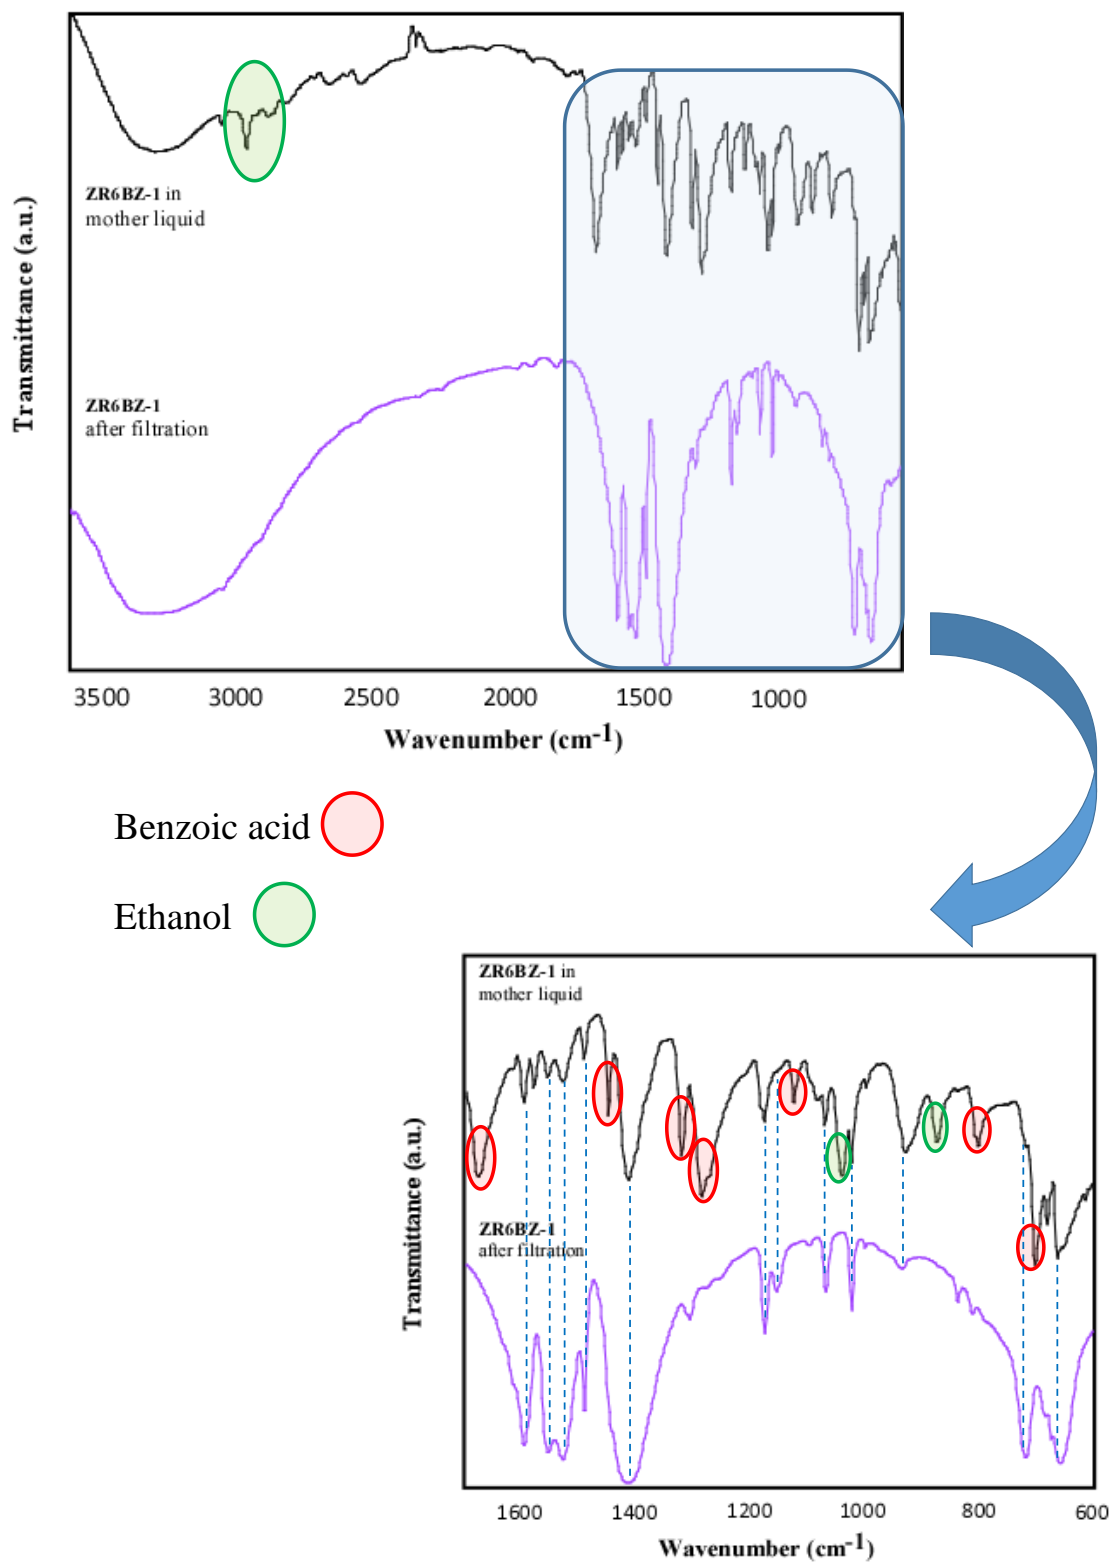 Transmittance (a.u.)
ZR6BZ-1 in
mother liquid
ZR6BZ-1
after filtration
3500 3000 2500 2000 1500 1000
Wavenumber (cm-1)
Benzoic acid
Ethanol
Transmittance (a.u.)
ZR6BZ-1 in
mother liquid
ZR6BZ-1
after filtration
1600 1400 1200 1000 800 600
Wavenumber (cm-1)